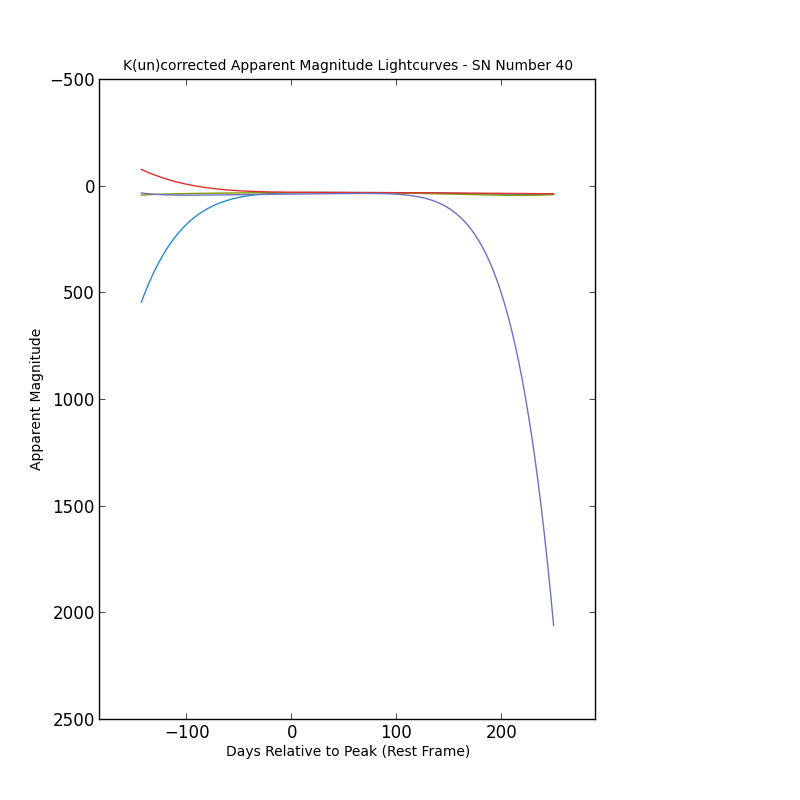 K(un)corrected Apparent Magnitude Lightcurves - SN Number 40
−500
0
500
1000
1500
2000
2500
Apparent Magnitude
−100 0 100 200
Days Relative to Peak (Rest Frame)